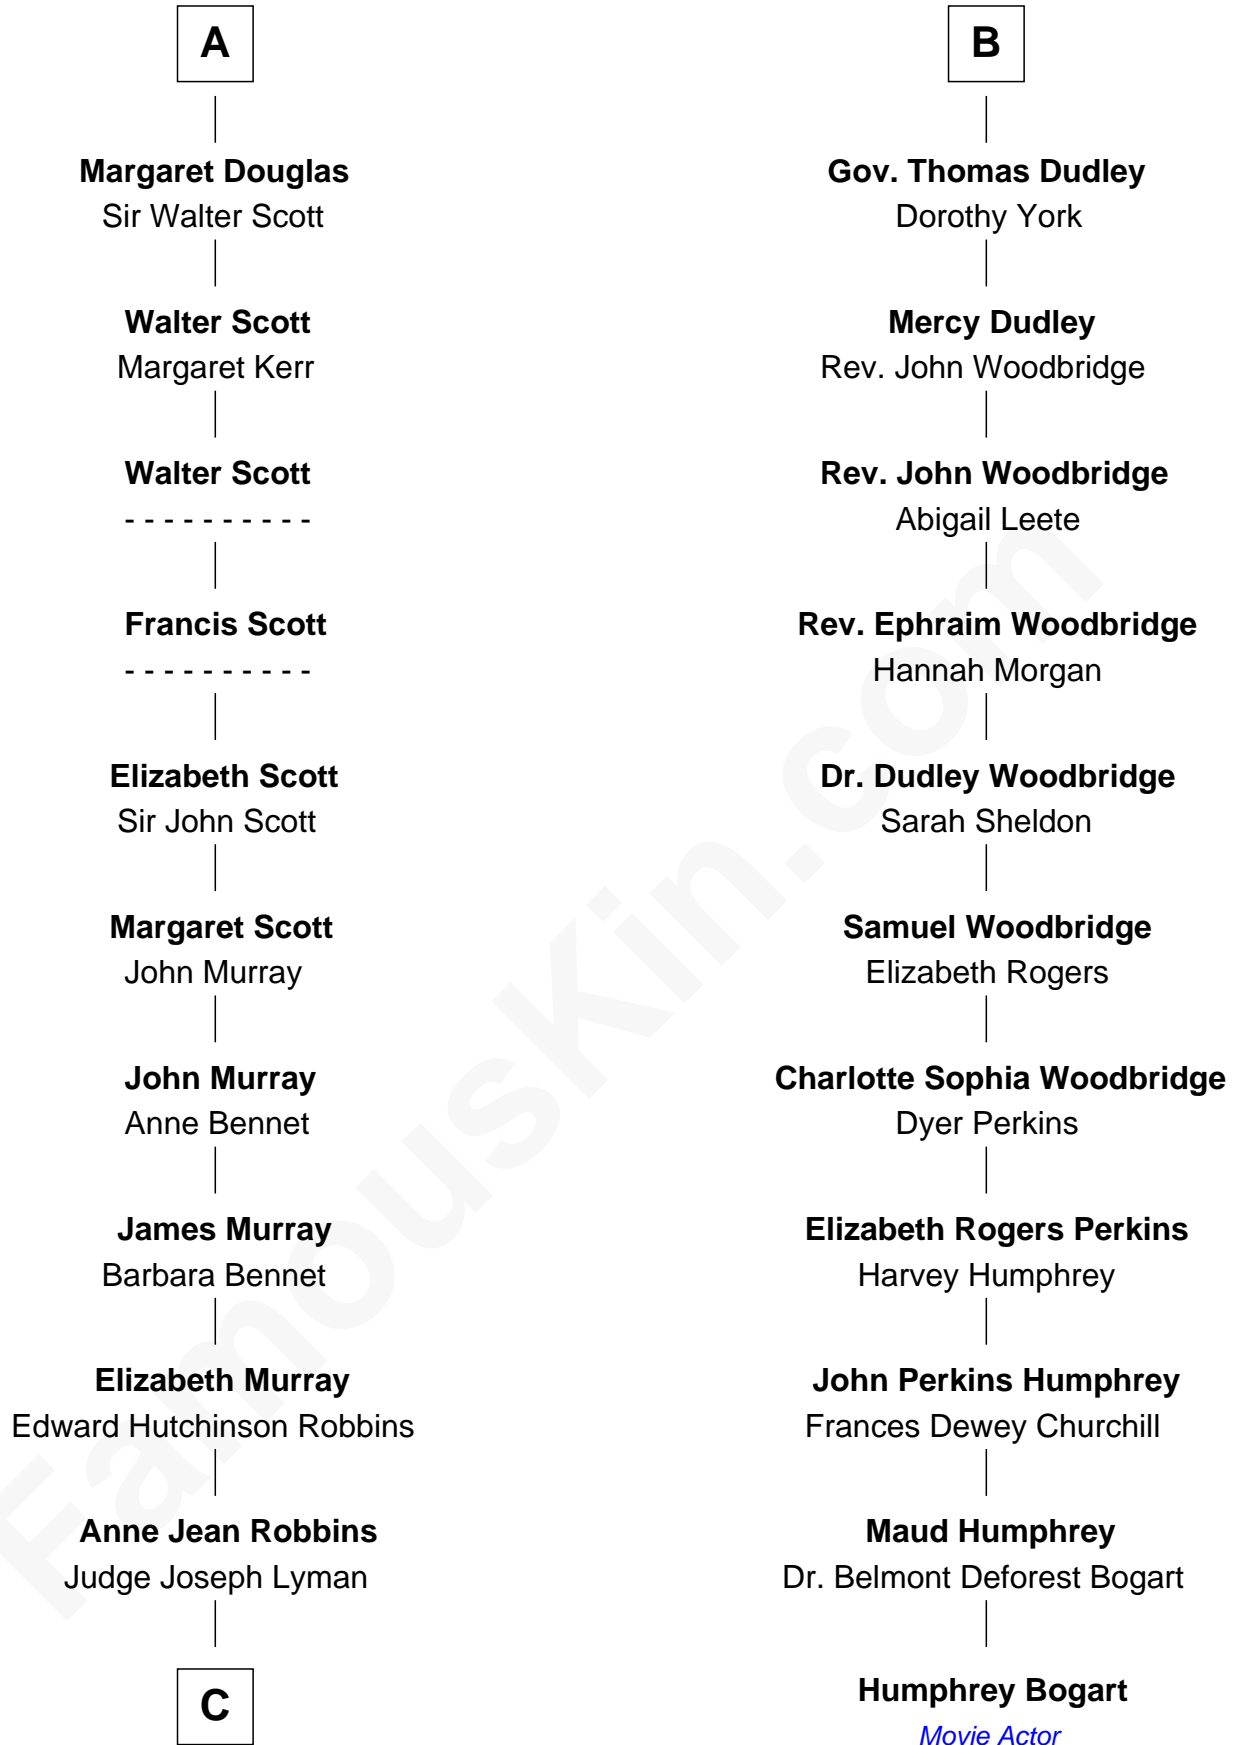 A
Margaret Douglas
Sir Walter Scott
Walter Scott
Margaret Kerr
Walter Scott
- - - - - - - - - -
Francis Scott
- - - - - - - - - -
Elizabeth Scott
Sir John Scott
Margaret Scott
John Murray
John Murray
Anne Bennet
James Murray
Barbara Bennet
Elizabeth Murray
Edward Hutchinson Robbins
Anne Jean Robbins
Judge Joseph Lyman
C
B
Gov. Thomas Dudley
Dorothy York
Mercy Dudley
Rev. John Woodbridge
Rev. John Woodbridge
Abigail Leete
Rev. Ephraim Woodbridge
Hannah Morgan
Dr. Dudley Woodbridge
Sarah Sheldon
Samuel Woodbridge
Elizabeth Rogers
Charlotte Sophia Woodbridge
Dyer Perkins
Elizabeth Rogers Perkins
Harvey Humphrey
John Perkins Humphrey
Frances Dewey Churchill
Maud Humphrey
Dr. Belmont Deforest Bogart
Humphrey Bogart
Movie Actor
FamousKin.com